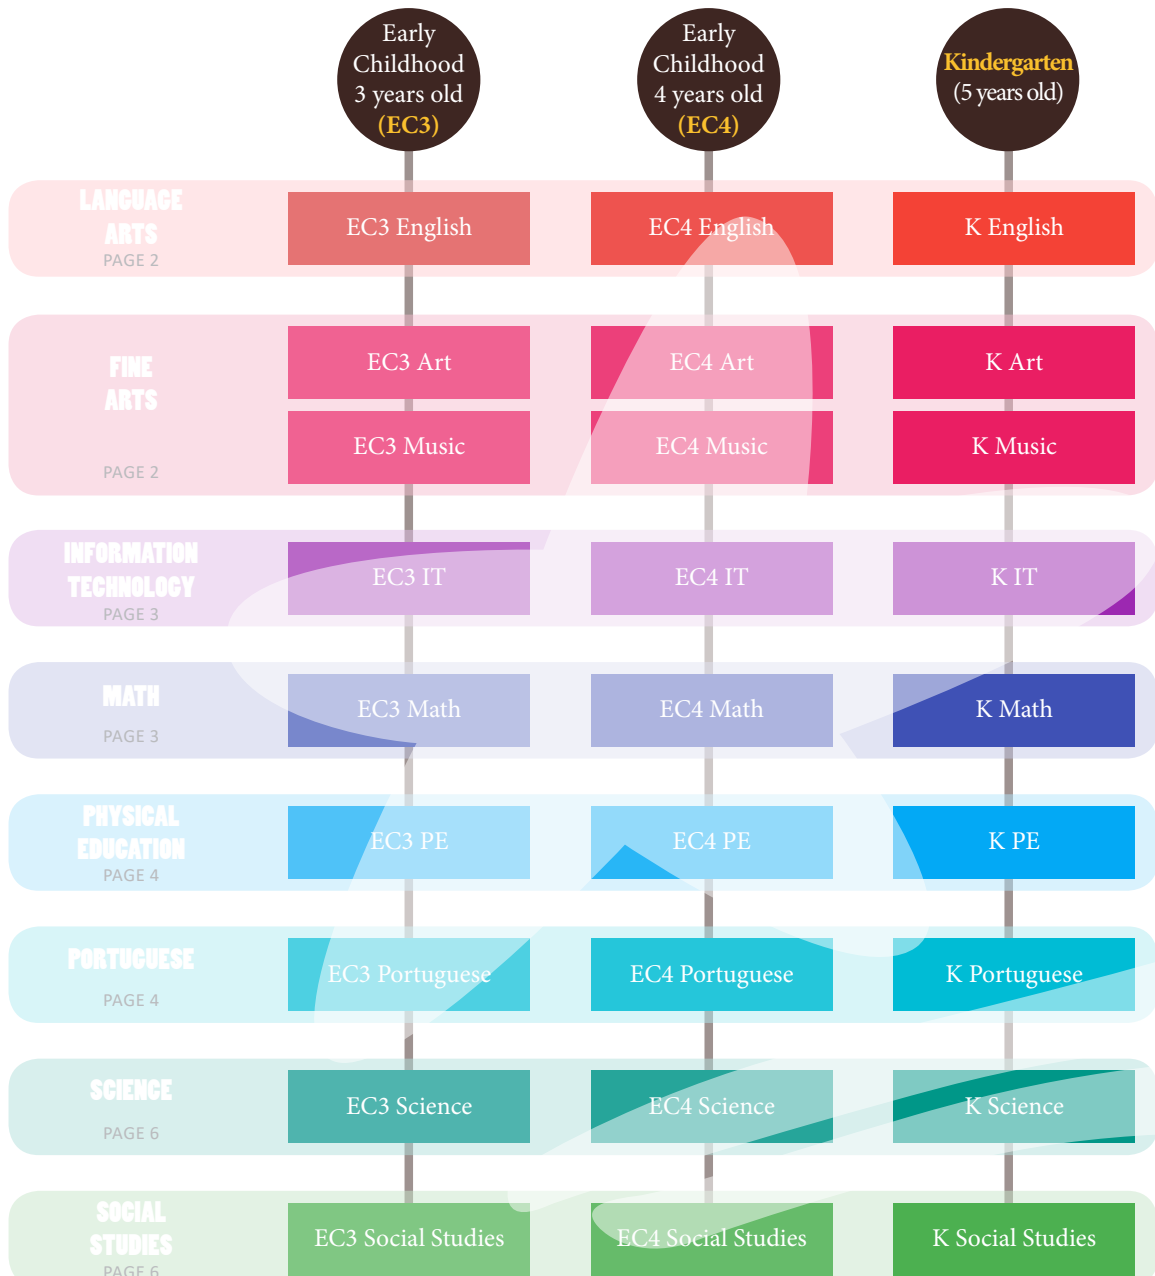 Early
Childhood
3 years old
(EC3)
Early
Childhood
4 years old
(EC4)
Kindergarten
(5 years old)
LANGUAGE
ARTS
PAGE 2
EC3 English
EC4 English
K English
FINE
ARTS
PAGE 2
EC3 Art
EC4 Art
K Art
EC3 Music
EC4 Music
K Music
INFORMATION
TECHNOLOGY
PAGE 3
EC3 IT
EC4 IT
K IT
MATH
PAGE 3
EC3 Math
EC4 Math
K Math
PHYSICAL
EDUCATION
PAGE 4
EC3 PE
EC4 PE
K PE
PORTUGUESE
PAGE 4
EC3 Portuguese
EC4 Portuguese
K Portuguese
SCIENCE
PAGE 6
EC3 Science
EC4 Science
K Science
SOCIAL
STUDIES
PAGE 6
EC3 Social Studies
EC4 Social Studies
K Social Studies